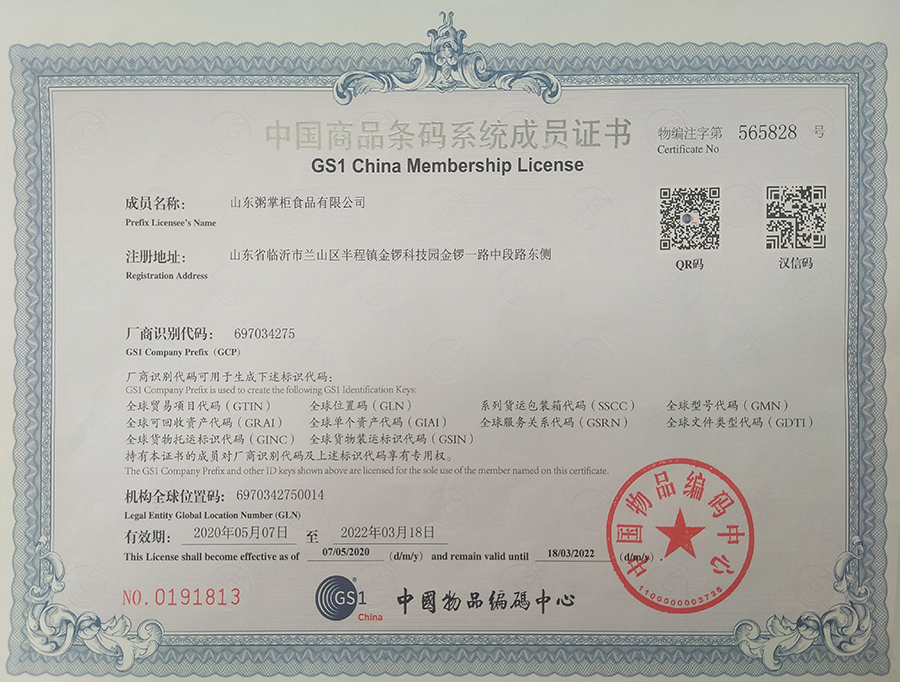 中国商品条码系统成员证书
GS1 China Membership License
物编注字第 565828 号
Certificate No
成员名称: 山东粥掌柜食品有限公司
Prefix Licensee's Name
注册地址: 山东省临沂市兰山区半程镇金锣科技园金锣一路中段路东侧
Registration Address
QR码
汉信码
厂商识别代码: 697034275
GS1 Company Prefix (GCP)
厂商识别代码可用于生成下述标识代码:
GS1 Company Prefix is used to create the following GS1 Identification Keys:
全球贸易项目代码(GTIN) 全球位置码(GLN) 系列货运包装箱代码(SSCC) 全球型号代码(GMN)
全球可回收资产代码(GRAI) 全球单个资产代码(GIAI) 全球服务关系代码(GSRN) 全球文件类型代码(GDTI)
全球货物托运标识代码(GINC) 全球货物装运标识代码(GSIN)
持有本证书的成员对厂商识别代码及上述标识代码享有专用权。
The GS1 Company Prefix and other ID keys shown above are licensed for the sole use of the member named on this certificate.
机构全球位置码: 6970342750014
Legal Entity Global Location Number (GLN)
有效期: 2020年05月07日 至 2022年03月18日
This License shall become effective as of 07/05/2020 (d/m/y) and remain valid until 18/03/2022 (d/m/y).
中国物品编码中心
1100000003735
NO.0191813
GS1
China
中國物品編碼中心